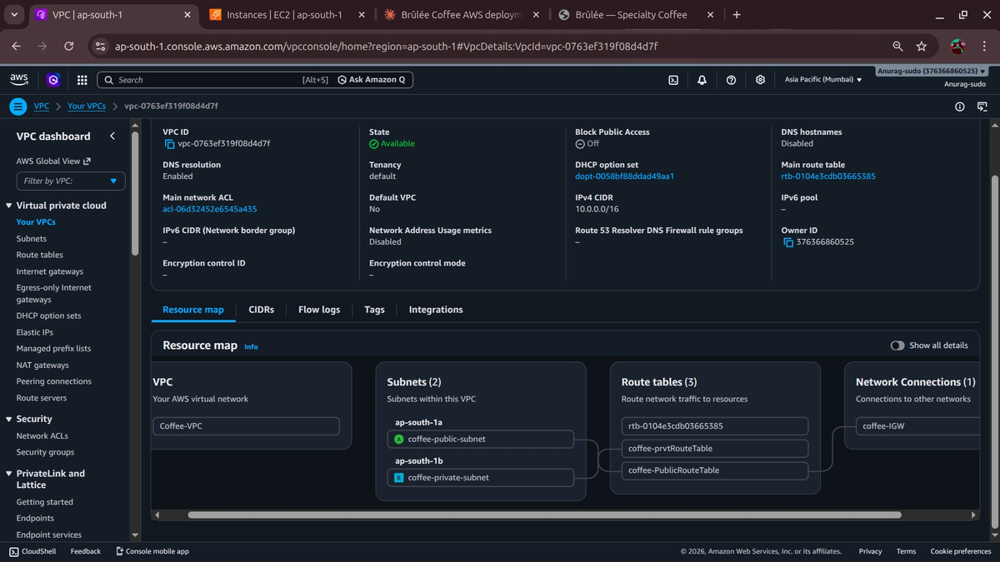 VPC | ap-south-1
Instances | EC2 | ap-south-1
Brûlée Coffee AWS deploym
Brûlée — Specialty Coffee
ap-south-1.console.aws.amazon.com/vpcconsole/home?region=ap-south-1#VpcDetails:VpcId=vpc-0763ef319f08d4d7f
aws
Search
[Alt+S]
Ask Amazon Q
Asia Pacific (Mumbai)
Anurag-sudo (376366860525)
Anurag-sudo
VPC
Your VPCs
vpc-0763ef319f08d4d7f
VPC dashboard
AWS Global View
Filter by VPC:
Virtual private cloud
Your VPCs
Subnets
Route tables
Internet gateways
Egress-only Internet
gateways
DHCP option sets
Elastic IPs
Managed prefix lists
NAT gateways
Peering connections
Route servers
Security
Network ACLs
Security groups
PrivateLink and
Lattice
Getting started
Endpoints
Endpoint services
VPC ID
vpc-0763ef319f08d4d7f
State
Available
Block Public Access
Off
DNS hostnames
Disabled
DNS resolution
Enabled
Tenancy
default
DHCP option set
dopt-0058bf88ddad49aa1
Main route table
rtb-0104e3cdb03665385
Main network ACL
acl-06d32452e6545a435
Default VPC
No
IPv4 CIDR
10.0.0.0/16
IPv6 pool
–
IPv6 CIDR (Network border group)
–
Network Address Usage metrics
Disabled
Route 53 Resolver DNS Firewall rule groups
–
Owner ID
376366860525
Encryption control ID
–
Encryption control mode
–
Resource map
CIDRs
Flow logs
Tags
Integrations
Resource map
Info
Show all details
VPC
Your AWS virtual network
Coffee-VPC
Subnets (2)
Subnets within this VPC
ap-south-1a
A
coffee-public-subnet
ap-south-1b
B
coffee-private-subnet
Route tables (3)
Route network traffic to resources
rtb-0104e3cdb03665385
coffee-prvtRouteTable
coffee-PublicRouteTable
Network Connections (1)
Connections to other networks
coffee-IGW
CloudShell
Feedback
Console mobile app
© 2026, Amazon Web Services, Inc. or its affiliates.
Privacy
Terms
Cookie preferences